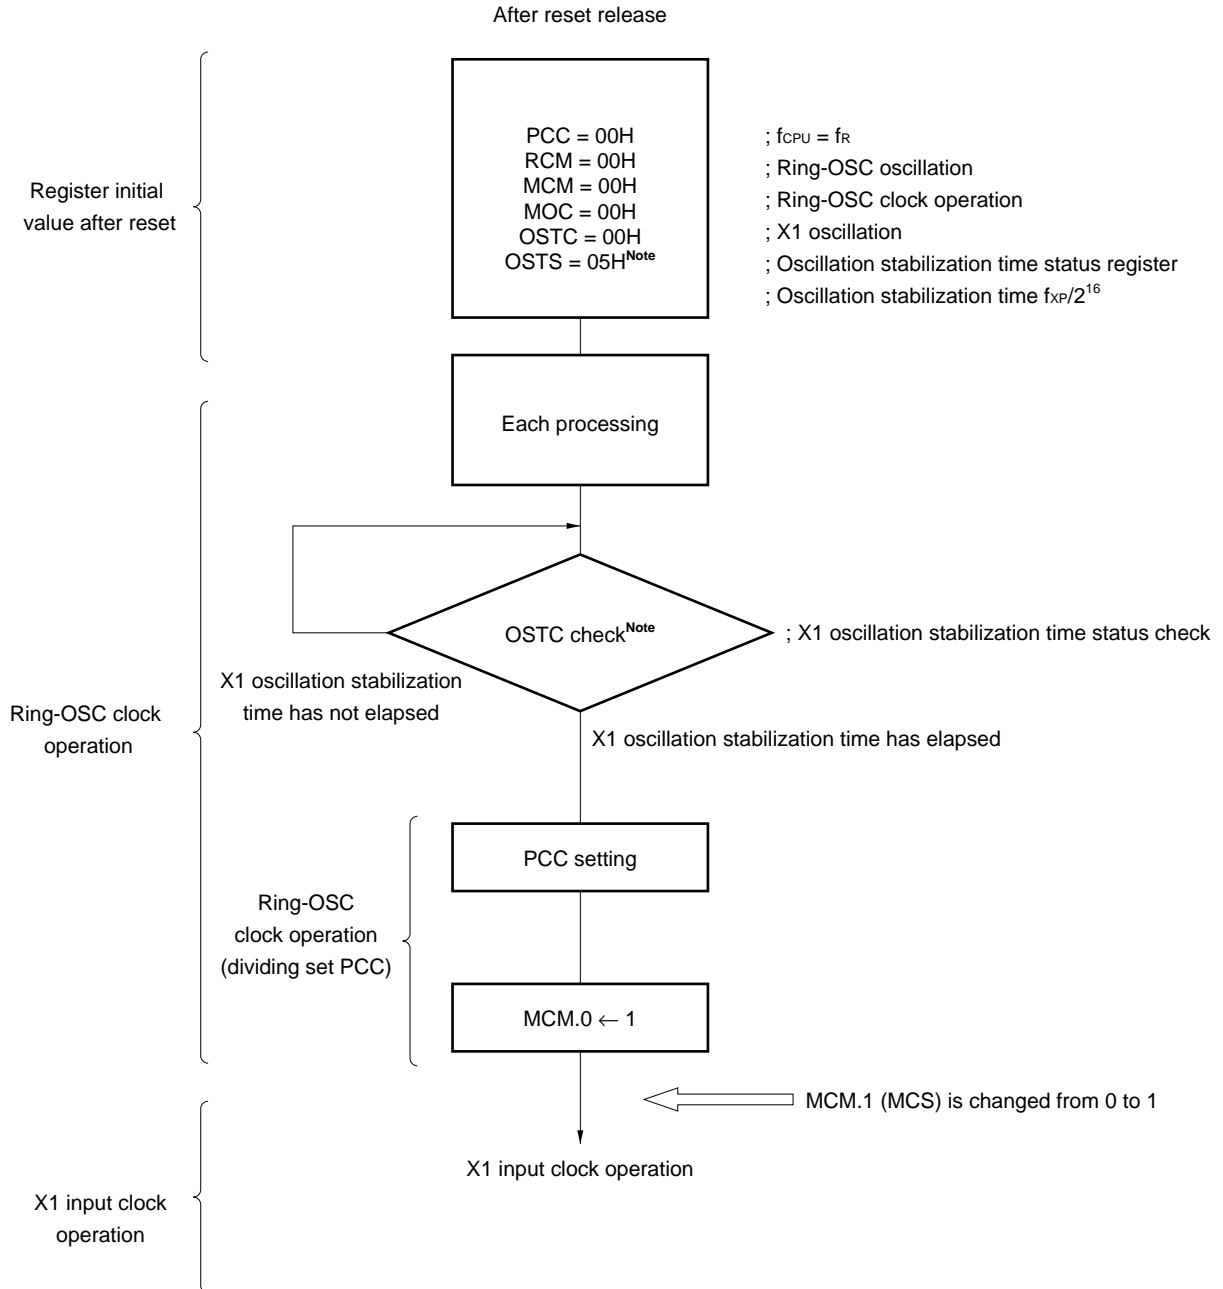 After reset release
Register initial
value after reset
PCC = 00H
RCM = 00H
MCM = 00H
MOC = 00H
OSTC = 00H
OSTS = 05HNote
; fCPU = fR
; Ring-OSC oscillation
; Ring-OSC clock operation
; X1 oscillation
; Oscillation stabilization time status register
; Oscillation stabilization time fXP/2^16
Each processing
OSTC checkNote
; X1 oscillation stabilization time status check
X1 oscillation stabilization
time has not elapsed
Ring-OSC clock
operation
X1 oscillation stabilization time has elapsed
PCC setting
Ring-OSC
clock operation
(dividing set PCC)
MCM.0 ← 1
MCM.1 (MCS) is changed from 0 to 1
X1 input clock operation
X1 input clock
operation